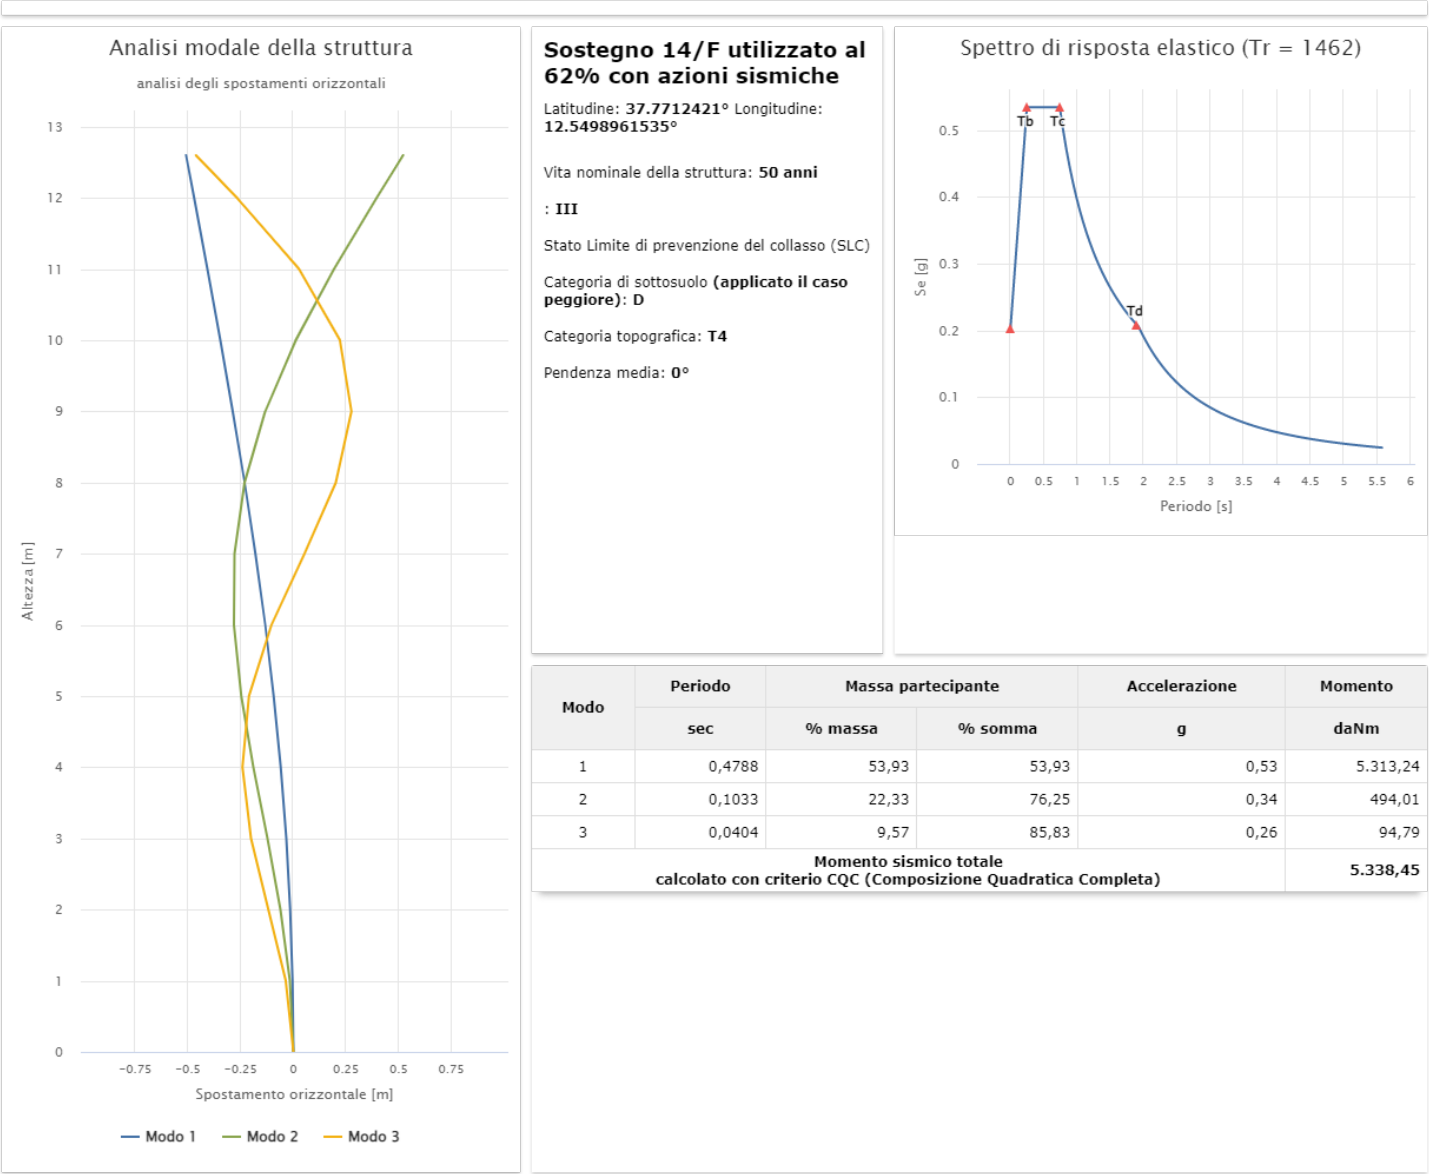 Analisi modale della struttura
analisi degli spostamenti orizzontali
Altezza [m]
13
12
11
10
9
8
7
6
5
4
3
2
1
0
-0.75 -0.5 -0.25 0 0.25 0.5 0.75
Spostamento orizzontale [m]
Modo 1 Modo 2 Modo 3
Sostegno 14/F utilizzato al
62% con azioni sismiche
Latitudine: 37.7712421° Longitudine:
12.5498961535°
Vita nominale della struttura: 50 anni
: III
Stato Limite di prevenzione del collasso (SLC)
Categoria di sottosuolo (applicato il caso
peggiore): D
Categoria topografica: T4
Pendenza media: 0°
Spettro di risposta elastico (Tr = 1462)
Se [g]
0.5
0.4
0.3
0.2
0.1
0
Tb Tc
Td
0 0.5 1 1.5 2 2.5 3 3.5 4 4.5 5 5.5 6
Periodo [s]
Modo Periodo Massa partecipante Accelerazione Momento
sec % massa % somma g daNm
1 0,4788 53,93 53,93 0,53 5.313,24
2 0,1033 22,33 76,25 0,34 494,01
3 0,0404 9,57 85,83 0,26 94,79
Momento sismico totale
calcolato con criterio CQC (Composizione Quadratica Completa) 5.338,45